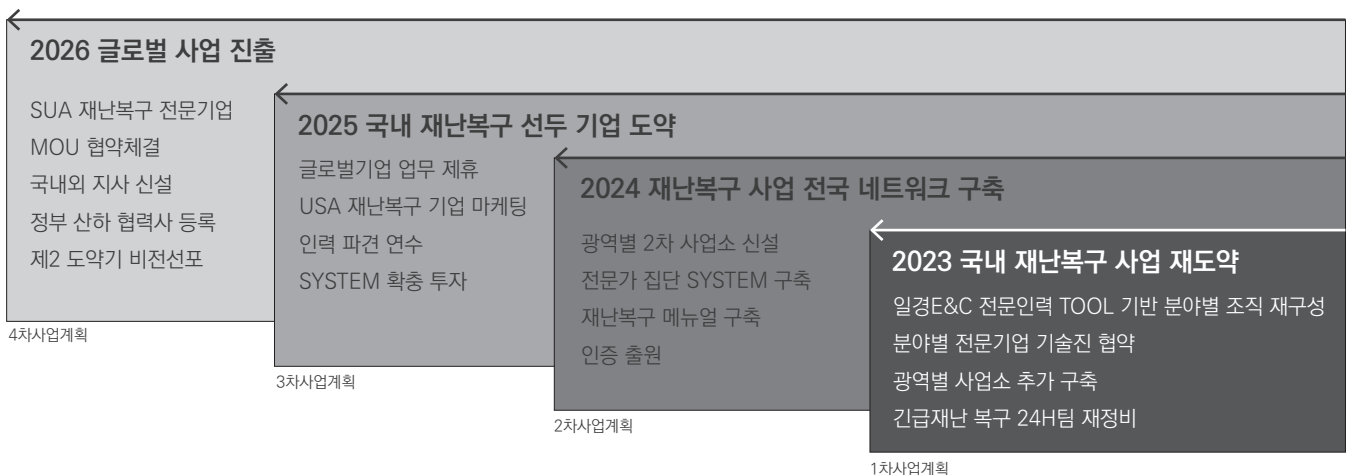 2026 글로벌 사업 진출
SUA 재난복구 전문기업
MOU 협약체결
국내외 지사 신설
정부 산하 협력사 등록
제2 도약기 비전선포
4차사업계획
2025 국내 재난복구 선두 기업 도약
글로벌기업 업무 제휴
USA 재난복구 기업 마케팅
인력 파견 연수
SYSTEM 확충 투자
3차사업계획
2024 재난복구 사업 전국 네트워크 구축
광역별 2차 사업소 신설
전문가 집단 SYSTEM 구축
재난복구 메뉴얼 구축
인증 출원
2차사업계획
2023 국내 재난복구 사업 재도약
일경E&C 전문인력 TOOL 기반 분야별 조직 재구성
분야별 전문기업 기술진 협약
광역별 사업소 추가 구축
긴급재난 복구 24H팀 재정비
1차사업계획